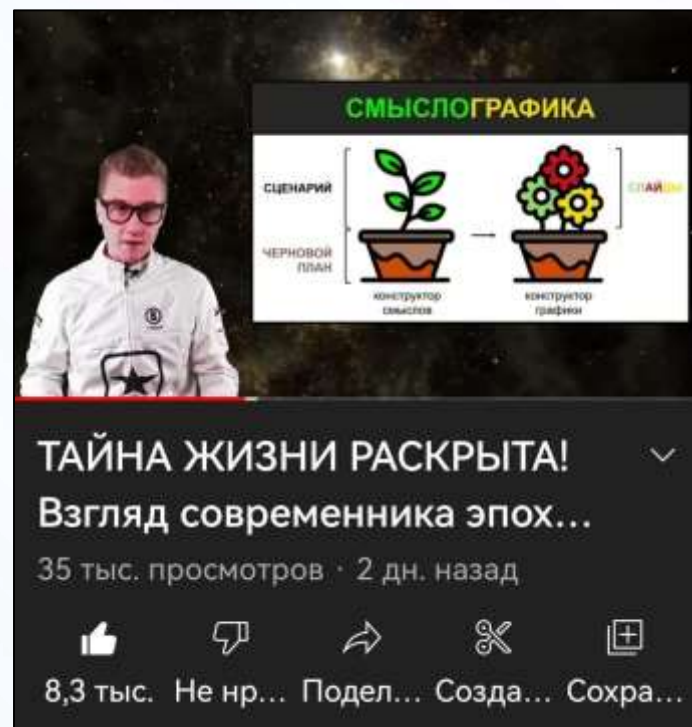 СМЫСЛОГРАФИКА
СЦЕНАРИЙ
СЛАЙДЫ
ЧЕРНОВОЙ
ПЛАН
конструктор
смыслов
конструктор
графики
ТАЙНА ЖИЗНИ РАСКРЫТА!
Взгляд современника эпох...
35 тыс. просмотров · 2 дн. назад
8,3 тыс. Не нр... Подел... Созда... Сохра...